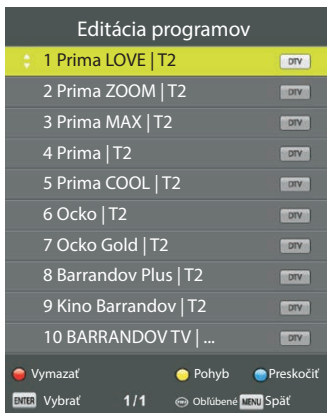 Editácia programov
1 Prima LOVE | T2 DTV
2 Prima ZOOM | T2 DTV
3 Prima MAX | T2 DTV
4 Prima | T2 DTV
5 Prima COOL | T2 DTV
6 Ocko | T2 DTV
7 Ocko Gold | T2 DTV
8 Barrandov Plus | T2 DTV
9 Kino Barrandov | T2 DTV
10 BARRANDOV TV | ... DTV
Vymazať Pohyb Preskočiť
ENTER Vybrať 1/1 Obľúbené MENU Späť